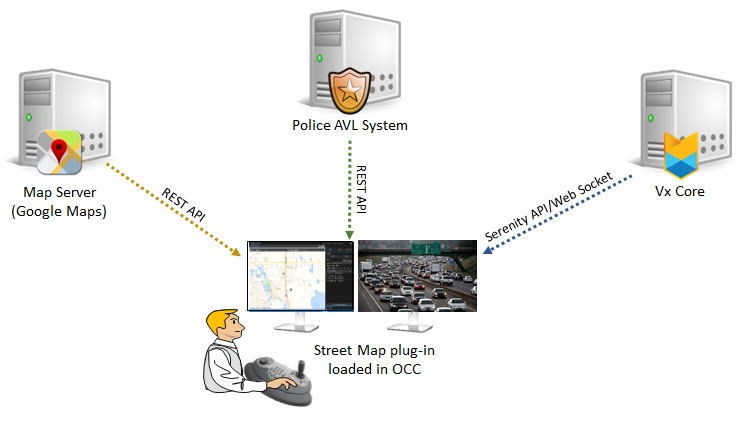 Police AVL System
Map Server
(Google Maps)
Vx Core
REST API
REST API
Serenity API/Web Socket
Street Map plug-in
loaded in OCC